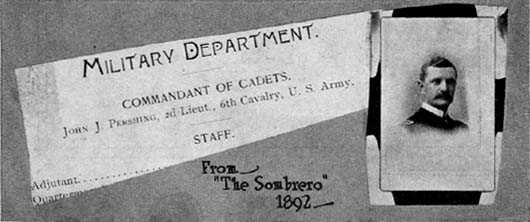 MILITARY DEPARTMENT.
COMMANDANT OF CADETS.
JOHN J. PERSHING, 2d Lieut., 6th Cavalry, U. S. Army.
STAFF.
Adjutant
From
"The Sombrero"
1892